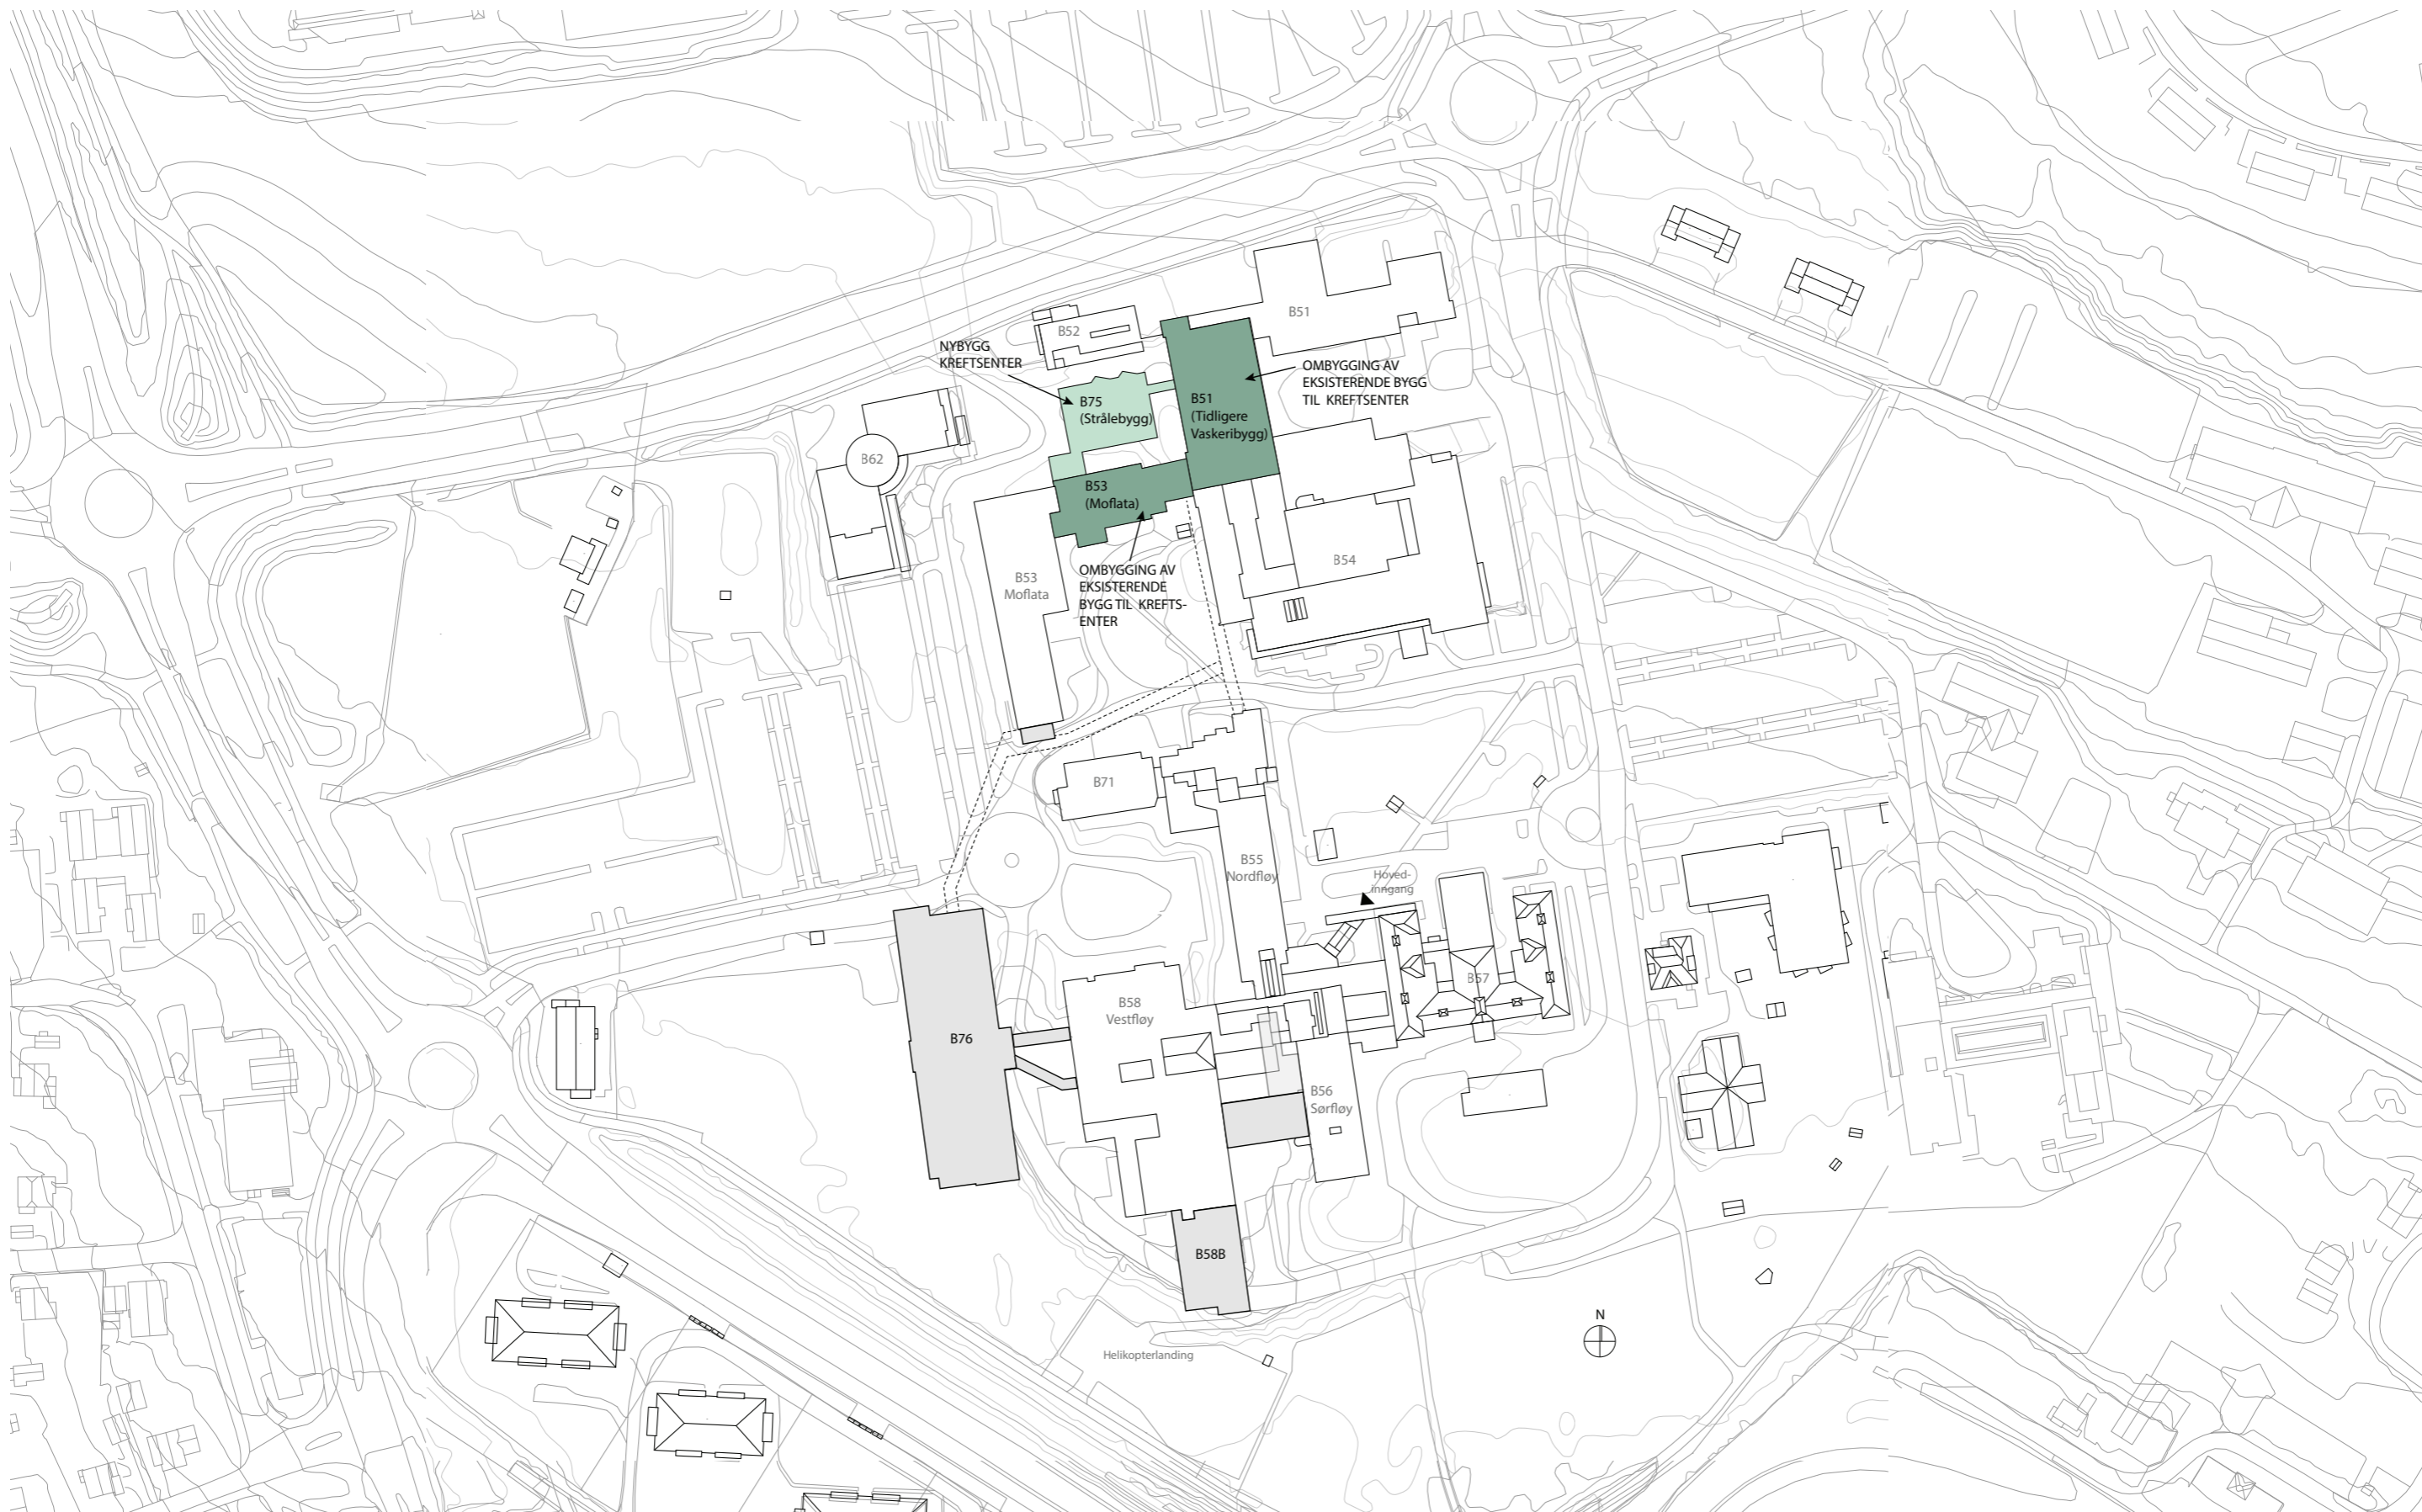 B51
B52
NYBYGG
KREFTSENTER
OMBYGGING AV
EKSISTERENDE BYGG
TIL KREFTSENTER
B75
(Strålebygg)
B51
(Tidligere
Vaskeribygg)
B62
B53
(Moflata)
B54
OMBYGGING AV
EKSISTERENDE
BYGG TIL KREFTS-
ENTER
B53
Moflata
B71
B55
Nordfløy
Hoved-
inngang
B57
B58
Vestfløy
B76
B56
Sørfløy
B58B
N
Helikopterlanding